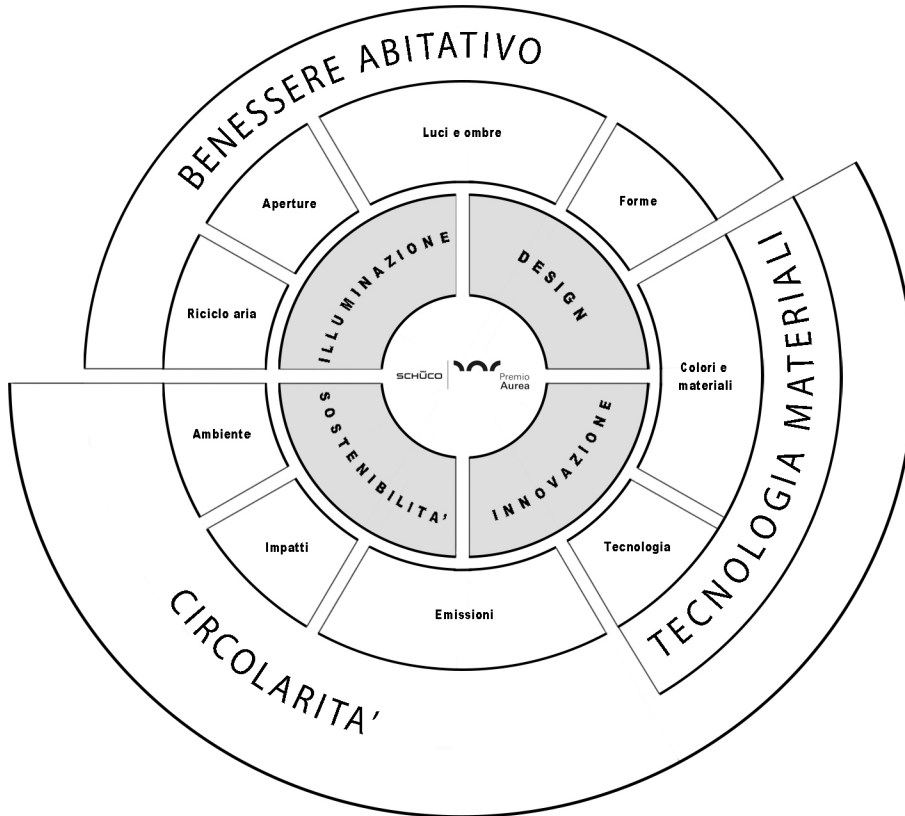 BENESSERE ABITATIVO
Luci e ombre
Aperture
Forme
Riciclo aria
ILLUMINAZIONE
DESIGN
TECNOLOGIA MATERIALI
SCHÜCO
Premio
Aurea
Colori e
materiali
Ambiente
SOSTENIBILITA'
INNOVAZIONE
Impatti
Tecnologia
Emissioni
CIRCOLARITA'